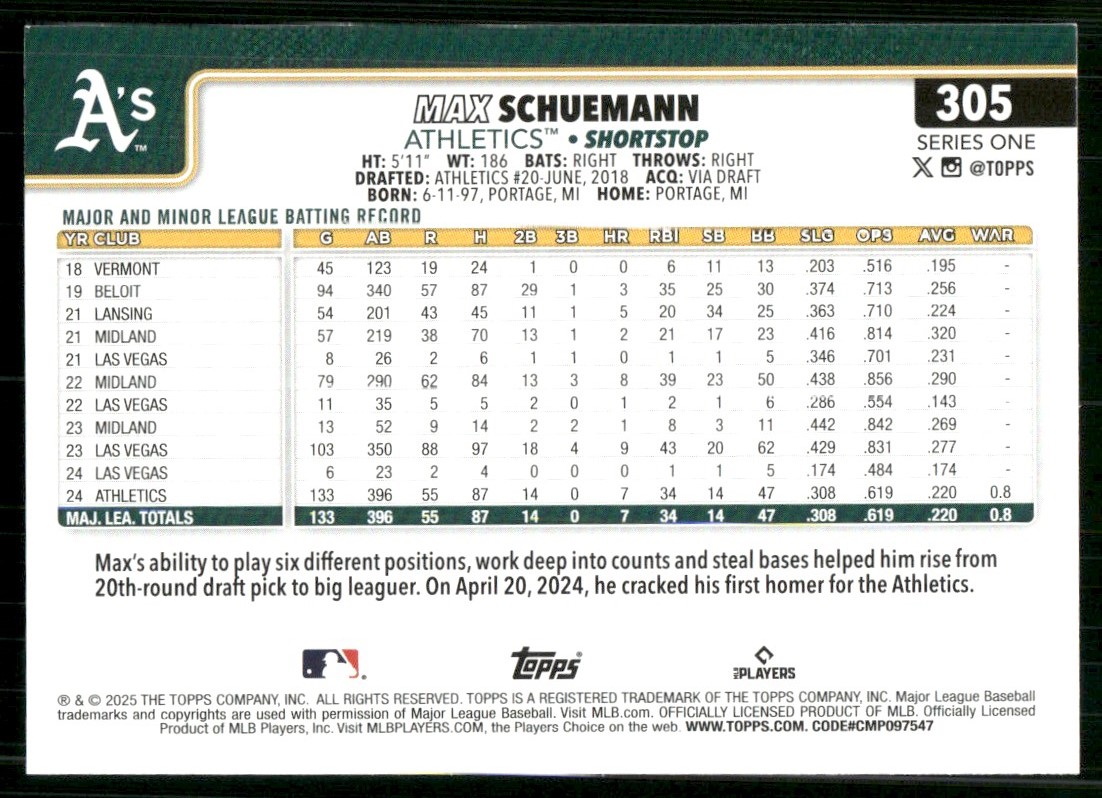 A's™
MAX SCHUEMANN
305
ATHLETICS™ • SHORTSTOP
SERIES ONE
HT: 5'11" WT: 186 BATS: RIGHT THROWS: RIGHT
X @TOPPS
DRAFTED: ATHLETICS #20-JUNE, 2018 ACQ: VIA DRAFT
BORN: 6-11-97, PORTAGE, MI HOME: PORTAGE, MI
MAJOR AND MINOR LEAGUE BATTING RECORD
YR CLUB G AB R H 2B 3B HR RBI SB BB SLG OPS AVG WAR
18 VERMONT 45 123 19 24 1 0 0 6 11 13 .203 .516 .195 -
19 BELOIT 94 340 57 87 29 1 3 35 25 30 .374 .713 .256 -
21 LANSING 54 201 43 45 11 1 5 20 34 25 .363 .710 .224 -
21 MIDLAND 57 219 38 70 13 1 2 21 17 23 .416 .814 .320 -
21 LAS VEGAS 8 26 2 6 1 1 0 1 1 5 .346 .701 .231 -
22 MIDLAND 79 290 62 84 13 3 8 39 23 50 .438 .856 .290 -
22 LAS VEGAS 11 35 5 5 2 0 1 2 1 6 .286 .554 .143 -
23 MIDLAND 13 52 9 14 2 2 1 8 3 11 .442 .842 .269 -
23 LAS VEGAS 103 350 88 97 18 4 9 43 20 62 .429 .831 .277 -
24 LAS VEGAS 6 23 2 4 0 0 0 1 1 5 .174 .484 .174 -
24 ATHLETICS 133 396 55 87 14 0 7 34 14 47 .308 .619 .220 0.8
MAJ. LEA. TOTALS 133 396 55 87 14 0 7 34 14 47 .308 .619 .220 0.8
Max's ability to play six different positions, work deep into counts and steal bases helped him rise from
20th-round draft pick to big leaguer. On April 20, 2024, he cracked his first homer for the Athletics.
Topps®
MLB PLAYERS
® & © 2025 THE TOPPS COMPANY, INC. ALL RIGHTS RESERVED. TOPPS IS A REGISTERED TRADEMARK OF THE TOPPS COMPANY, INC. Major League Baseball
trademarks and copyrights are used with permission of Major League Baseball. Visit MLB.com. OFFICIALLY LICENSED PRODUCT OF MLB. Officially Licensed
Product of MLB Players, Inc. Visit MLBPLAYERS.COM, the Players Choice on the web. WWW.TOPPS.COM. CODE#CMP097547